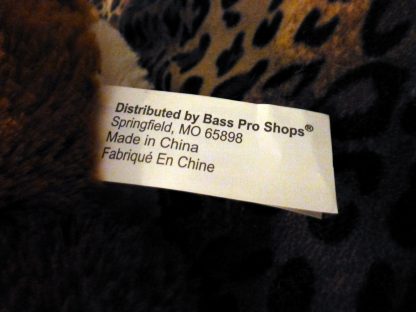 Distributed by Bass Pro Shops®
Springfield, MO 65898
Made in China
Fabriqué En Chine